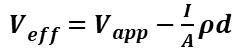 V_eff = V_app − I/A ρd